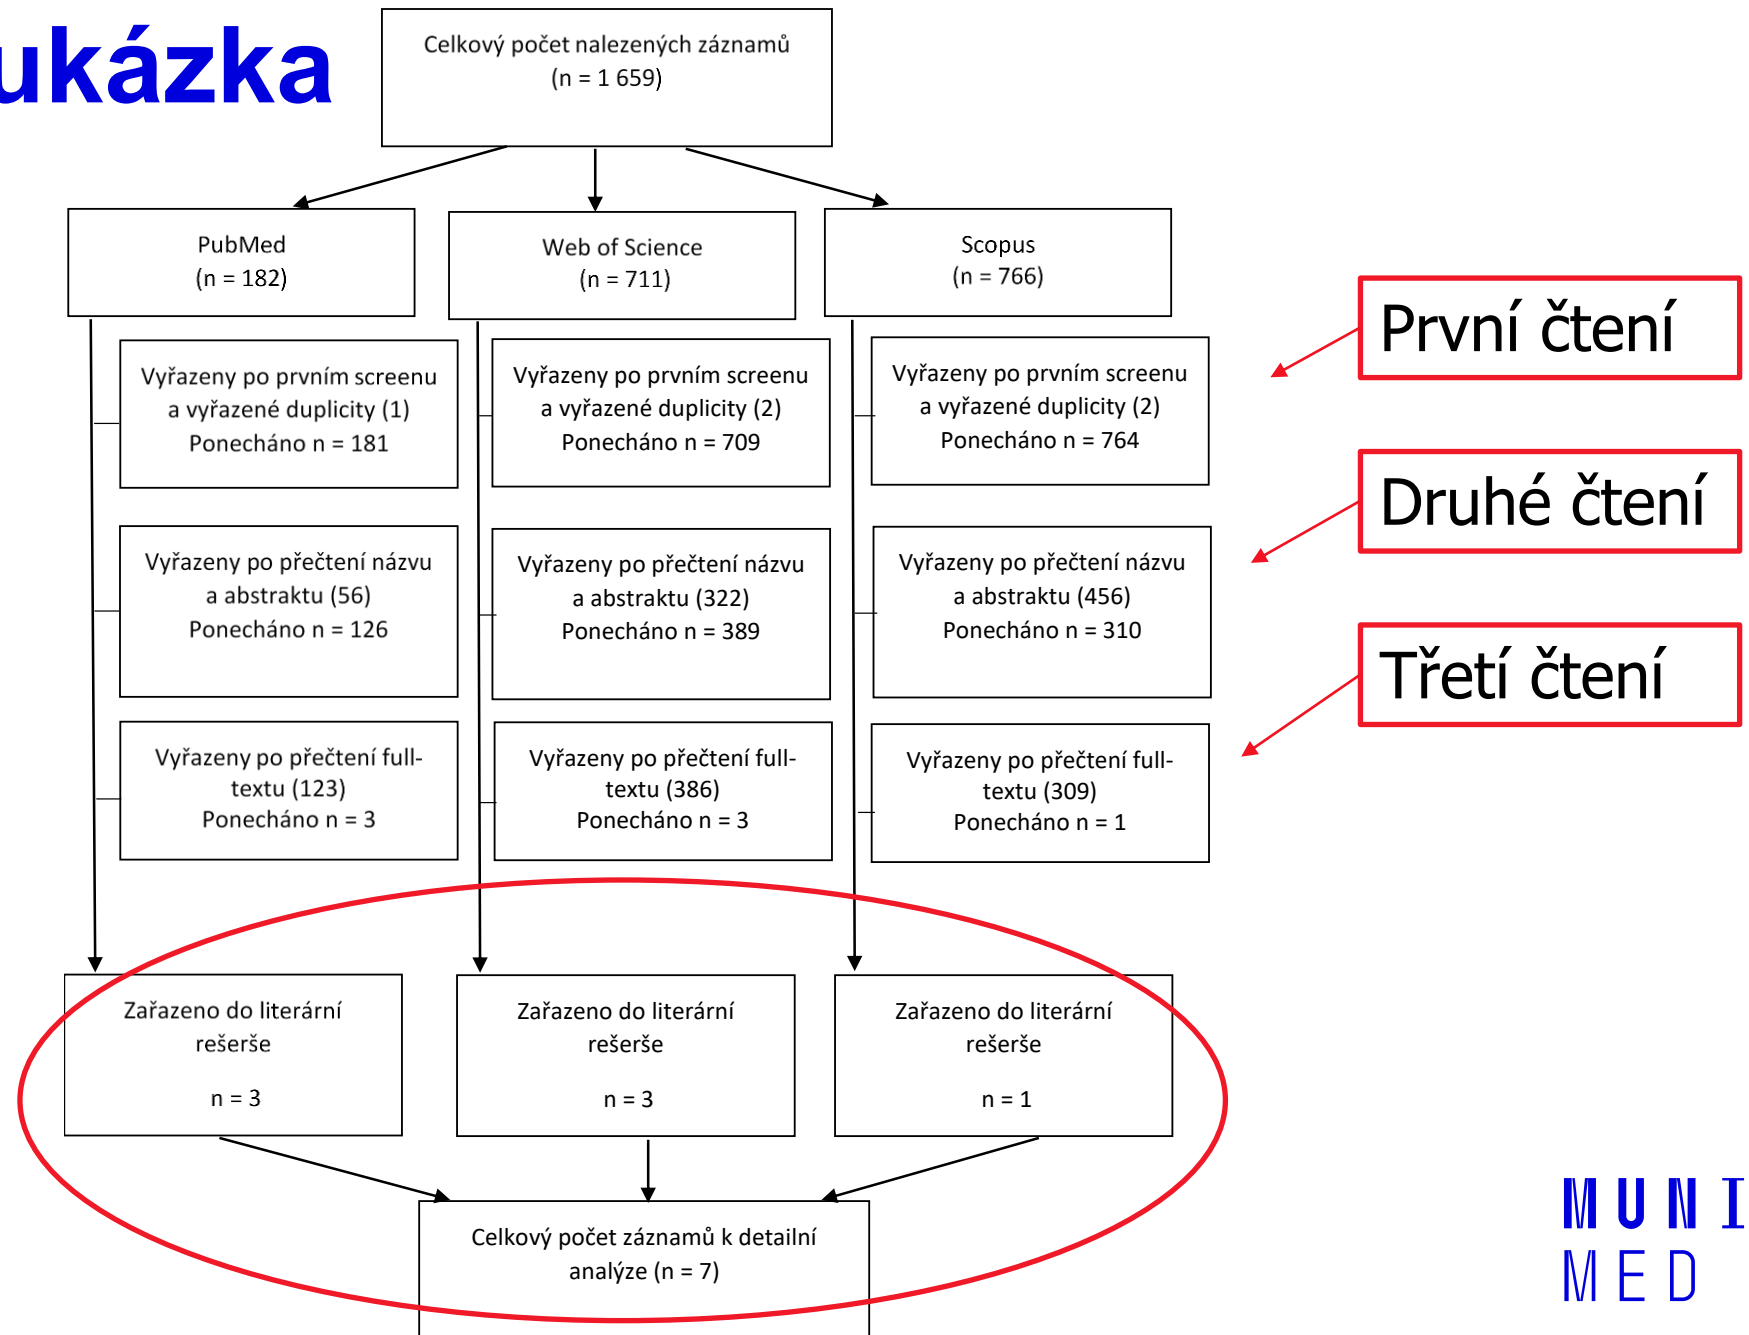 ukázka
Celkový počet nalezených záznamů
(n = 1 659)
PubMed
(n = 182)
Web of Science
(n = 711)
Scopus
(n = 766)
Vyřazeny po prvním screenu
a vyřazené duplicity (1)
Ponecháno n = 181
Vyřazeny po prvním screenu
a vyřazené duplicity (2)
Ponecháno n = 709
Vyřazeny po prvním screenu
a vyřazené duplicity (2)
Ponecháno n = 764
První čtení
Vyřazeny po přečtení názvu
a abstraktu (56)
Ponecháno n = 126
Vyřazeny po přečtení názvu
a abstraktu (322)
Ponecháno n = 389
Vyřazeny po přečtení názvu
a abstraktu (456)
Ponecháno n = 310
Druhé čtení
Vyřazeny po přečtení full-
textu (123)
Ponecháno n = 3
Vyřazeny po přečtení full-
textu (386)
Ponecháno n = 3
Vyřazeny po přečtení full-
textu (309)
Ponecháno n = 1
Třetí čtení
Zařazeno do literární
rešerše
n = 3
Zařazeno do literární
rešerše
n = 3
Zařazeno do literární
rešerše
n = 1
Celkový počet záznamů k detailní
analýze (n = 7)
MUNI
MED